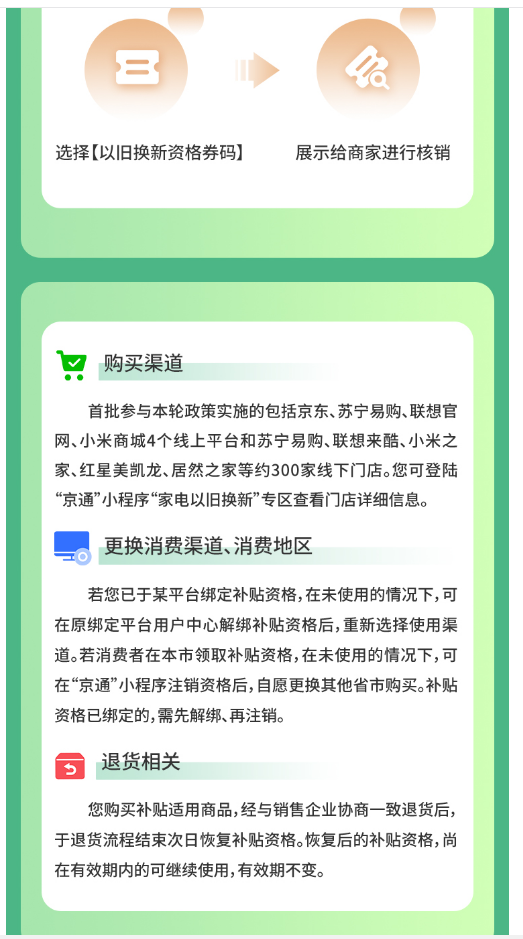 选择【以旧换新资格券码】
展示给商家进行核销
购买渠道
首批参与本轮政策实施的包括京东、苏宁易购、联想官
网、小米商城4个线上平台和苏宁易购、联想来酷、小米之
家、红星美凯龙、居然之家等约300家线下门店。您可登陆
“京通”小程序“家电以旧换新”专区查看门店详细信息。
更换消费渠道、消费地区
若您已于某平台绑定补贴资格，在未使用的情况下，可
在原绑定平台用户中心解绑补贴资格后，重新选择使用渠
道。若消费者在本市领取补贴资格，在未使用的情况下，可
在“京通”小程序注销资格后，自愿更换其他省市购买。补贴
资格已绑定的，需先解绑、再注销。
退货相关
您购买补贴适用商品，经与销售企业协商一致退货后，
于退货流程结束次日恢复补贴资格。恢复后的补贴资格，尚
在有效期内的可继续使用，有效期不变。